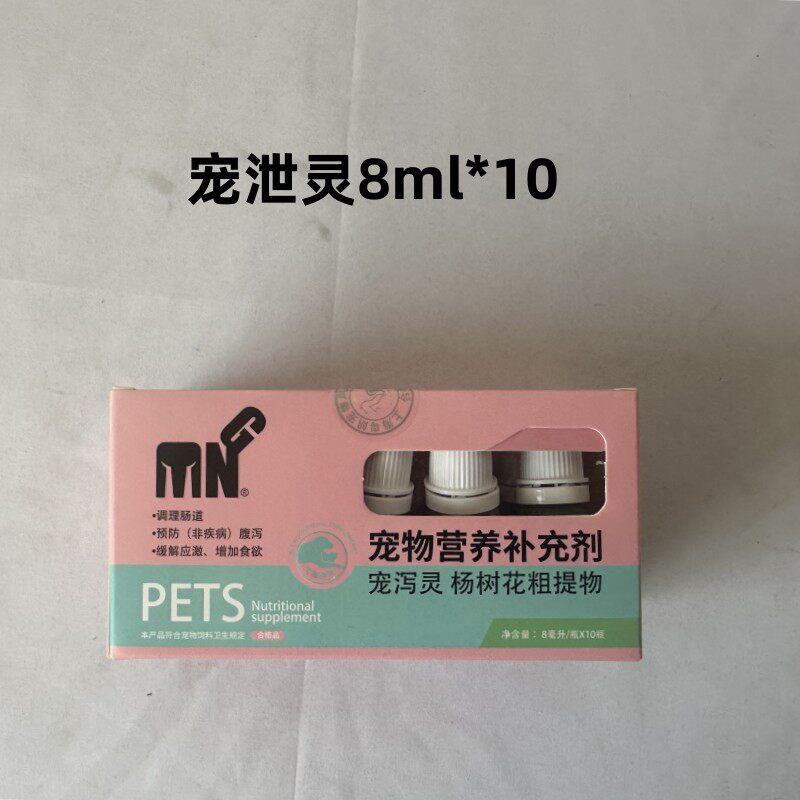 宠泄灵8ml*10
MN
®
•调理肠道
•预防（非疾病）腹泻
•缓解应激、增加食欲
宠物营养补充剂
宠泻灵 杨树花粗提物
PETS Nutritional
supplement
本产品符合宠物饲料卫生规定 合格品
净含量：8毫升/瓶X10瓶